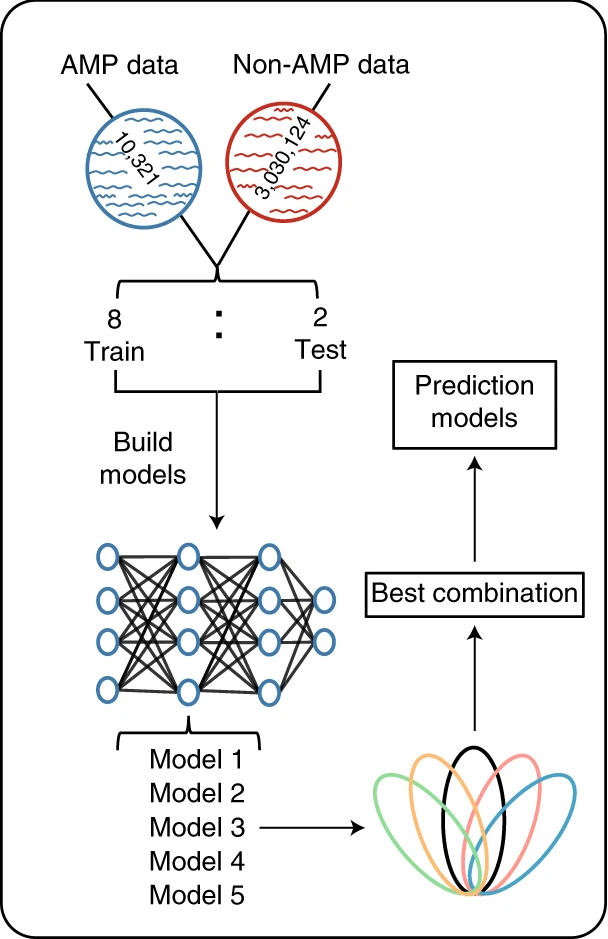 AMP data
Non-AMP data
10,321
3,030,124
8 : 2
Train
Test
Build
models
Model 1
Model 2
Model 3
Model 4
Model 5
Prediction
models
Best combination